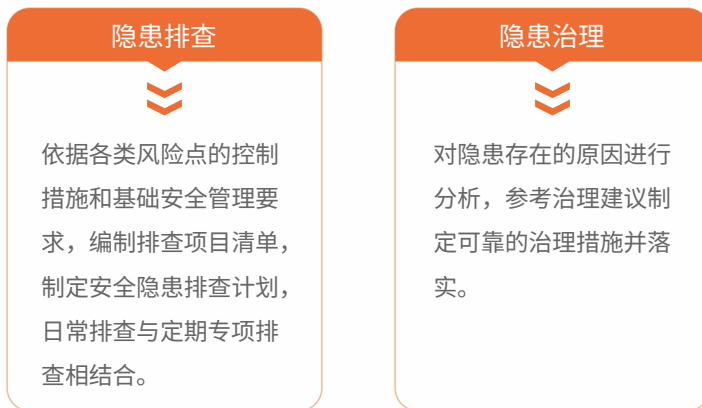 隐患排查
依据各类风险点的控制
措施和基础安全管理要
求，编制排查项目清单，
制定安全隐患排查计划，
日常排查与定期专项排
查相结合。
隐患治理
对隐患存在的原因进行
分析，参考治理建议制
定可靠的治理措施并落
实。